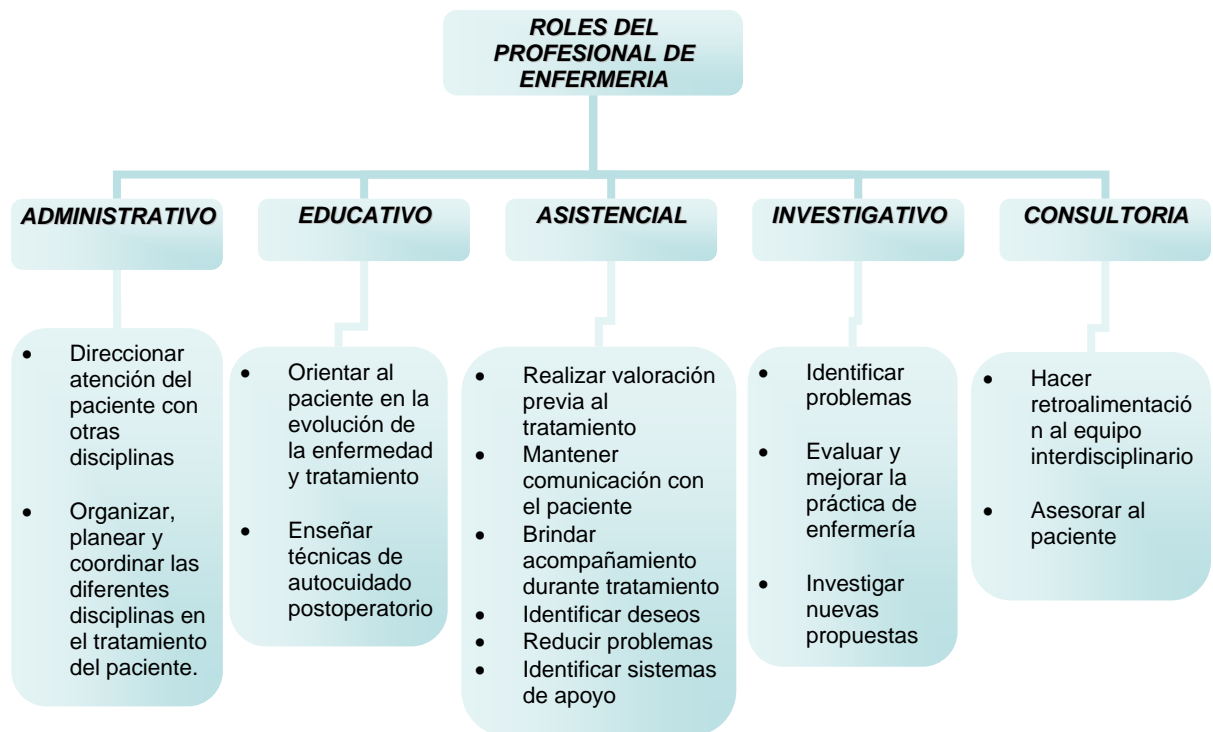 ROLES DEL
PROFESIONAL DE
ENFERMERIA
ADMINISTRATIVO
EDUCATIVO
ASISTENCIAL
INVESTIGATIVO
CONSULTORIA
• Direccionar
atención del
paciente con
otras
disciplinas
• Organizar,
planear y
coordinar las
diferentes
disciplinas en
el tratamiento
del paciente.
• Orientar al
paciente en la
evolución de
la enfermedad
y tratamiento
• Enseñar
técnicas de
autocuidado
postoperatorio
• Realizar valoración
previa al
tratamiento
• Mantener
comunicación con
el paciente
• Brindar
acompañamiento
durante tratamiento
• Identificar deseos
• Reducir problemas
• Identificar sistemas
de apoyo
• Identificar
problemas
• Evaluar y
mejorar la
práctica de
enfermería
• Investigar
nuevas
propuestas
• Hacer
retroalimentació
n al equipo
interdisciplinario
• Asesorar al
paciente